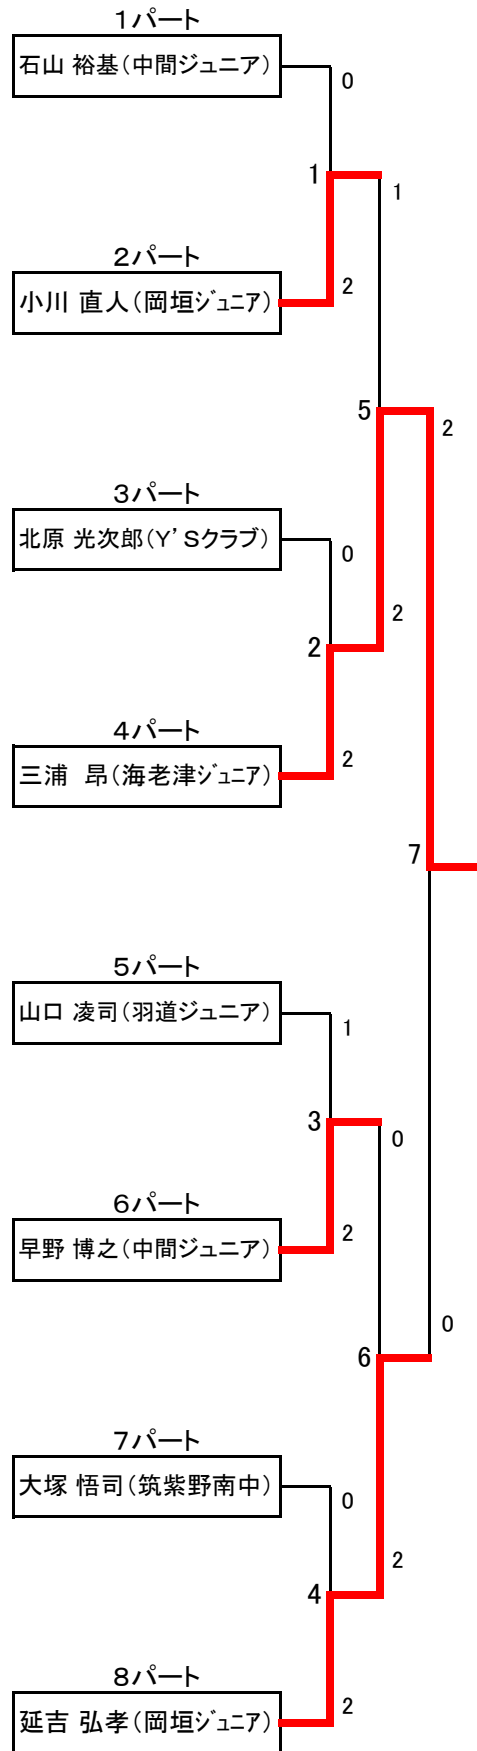 １パート
石山 裕基(中間ジュニア)
0
1
1
２パート
小川 直人(岡垣ジュニア)
2
5
2
３パート
北原 光次郎(Y’Sクラブ)
0
2
2
４パート
三浦　昂(海老津ジュニア)
2
7
５パート
山口 凌司(羽道ジュニア)
1
3
0
６パート
早野 博之(中間ジュニア)
2
0
6
７パート
大塚 悟司(筑紫野南中)
0
2
4
８パート
延吉 弘孝(岡垣ジュニア)
2